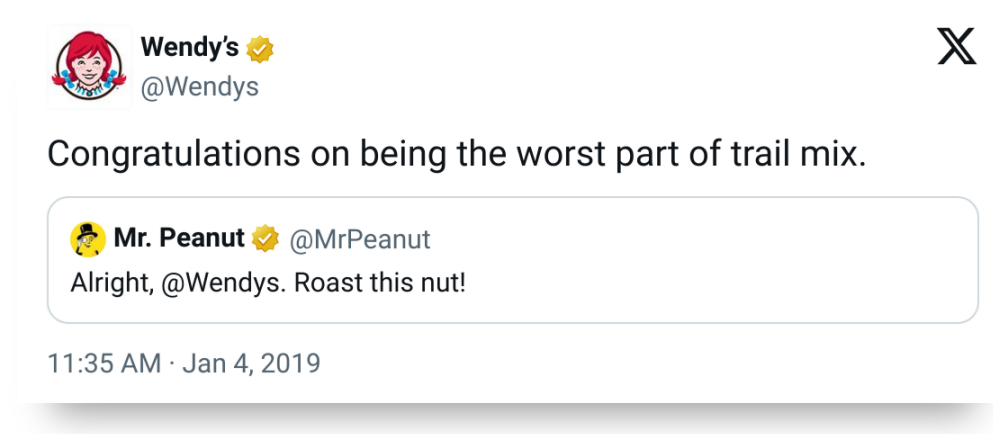 Wendy’s
@Wendys
Congratulations on being the worst part of trail mix.
Mr. Peanut @MrPeanut
Alright, @Wendys. Roast this nut!
11:35 AM · Jan 4, 2019